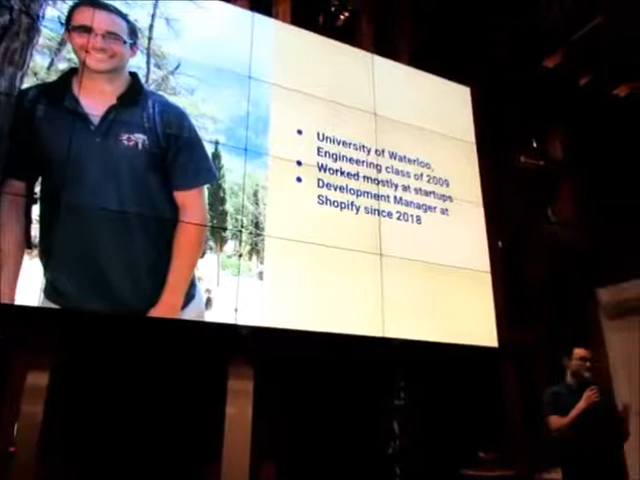 University of Waterloo,
Engineering class of 2009
Worked mostly at startups
Development Manager at
Shopify since 2018